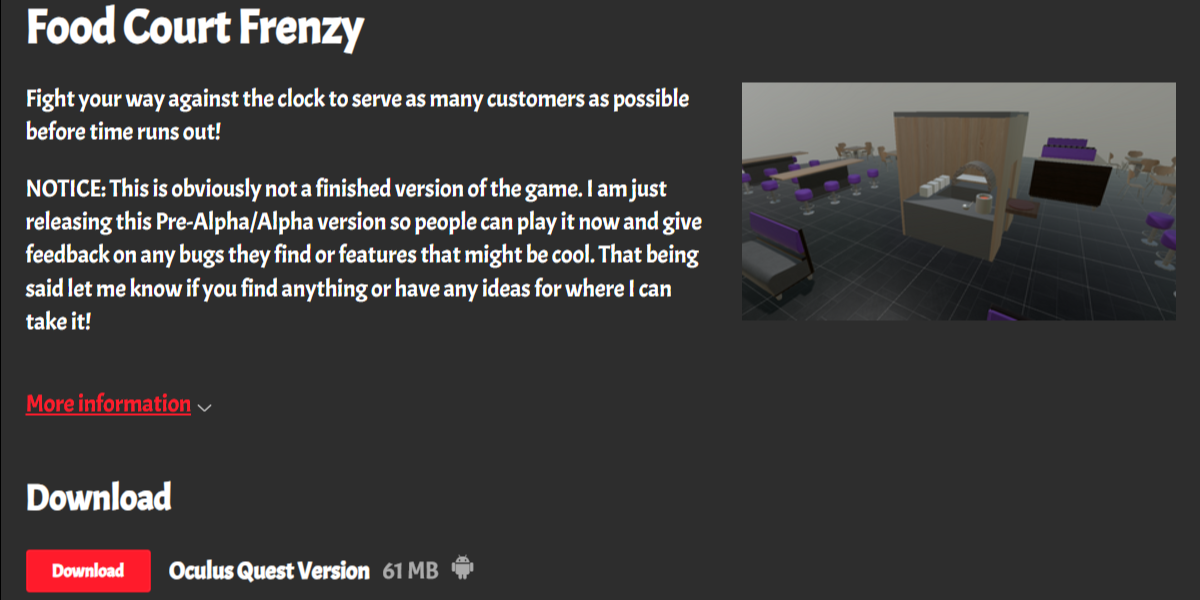 Food Court Frenzy
Fight your way against the clock to serve as many customers as possible
before time runs out!
NOTICE: This is obviously not a finished version of the game. I am just
releasing this Pre-Alpha/Alpha version so people can play it now and give
feedback on any bugs they find or features that might be cool. That being
said let me know if you find anything or have any ideas for where I can
take it!
More information
Download
Download Oculus Quest Version 61 MB